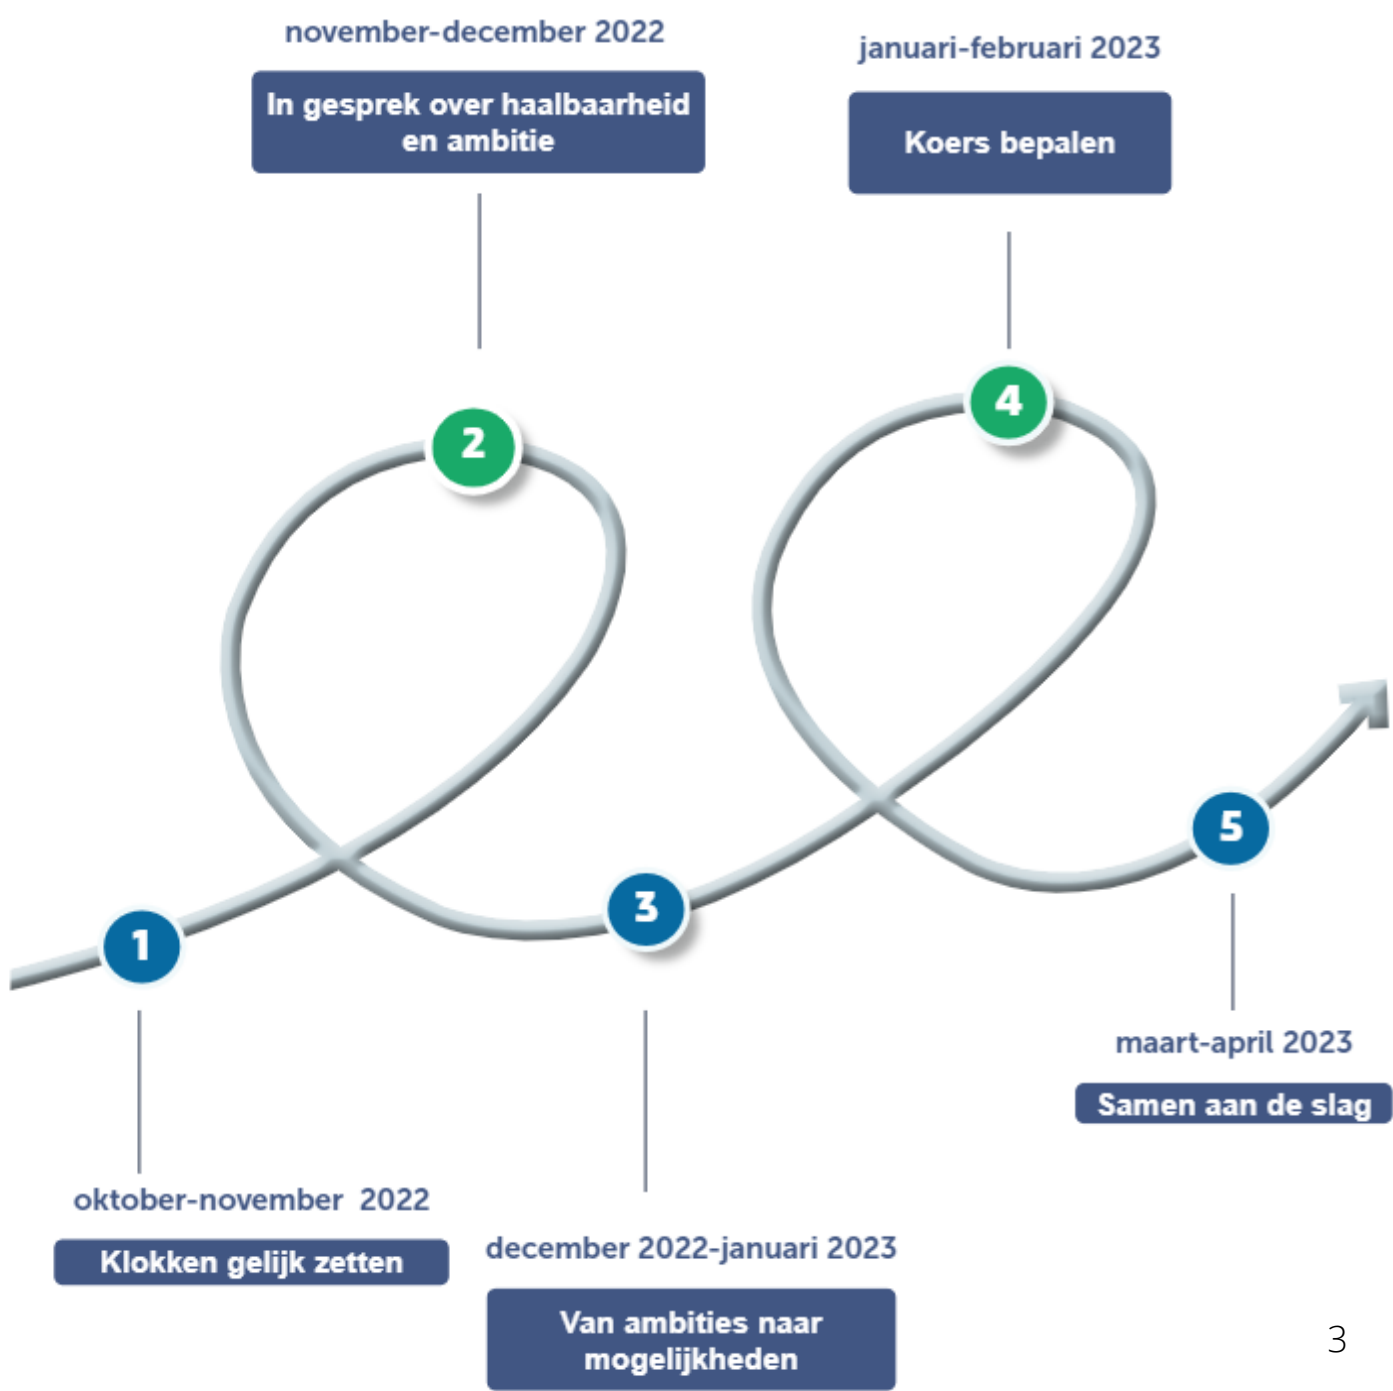 november-december 2022
In gesprek over haalbaarheid
en ambitie
januari-februari 2023
Koers bepalen
2
4
1
3
5
oktober-november 2022
Klokken gelijk zetten
december 2022-januari 2023
Van ambities naar
mogelijkheden
maart-april 2023
Samen aan de slag
3